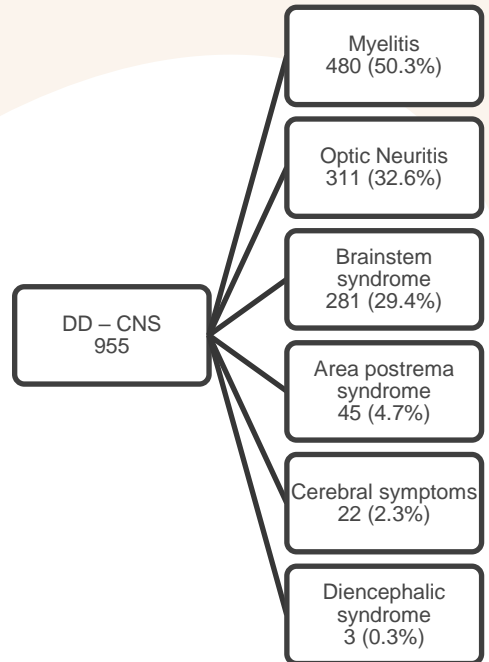 DD – CNS
955
Myelitis
480 (50.3%)
Optic Neuritis
311 (32.6%)
Brainstem
syndrome
281 (29.4%)
Area postrema
syndrome
45 (4.7%)
Cerebral symptoms
22 (2.3%)
Diencephalic
syndrome
3 (0.3%)